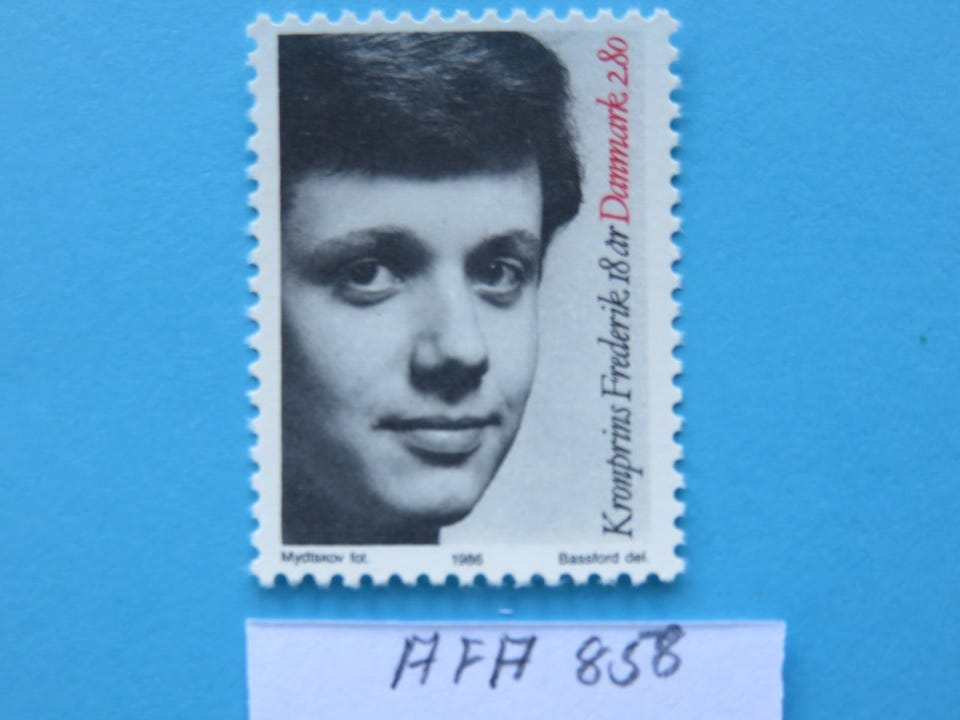 Kronprins Frederik 18 år Danmark 2.80
Mydtskov fot. 1986 Bassford del.
AFA 858